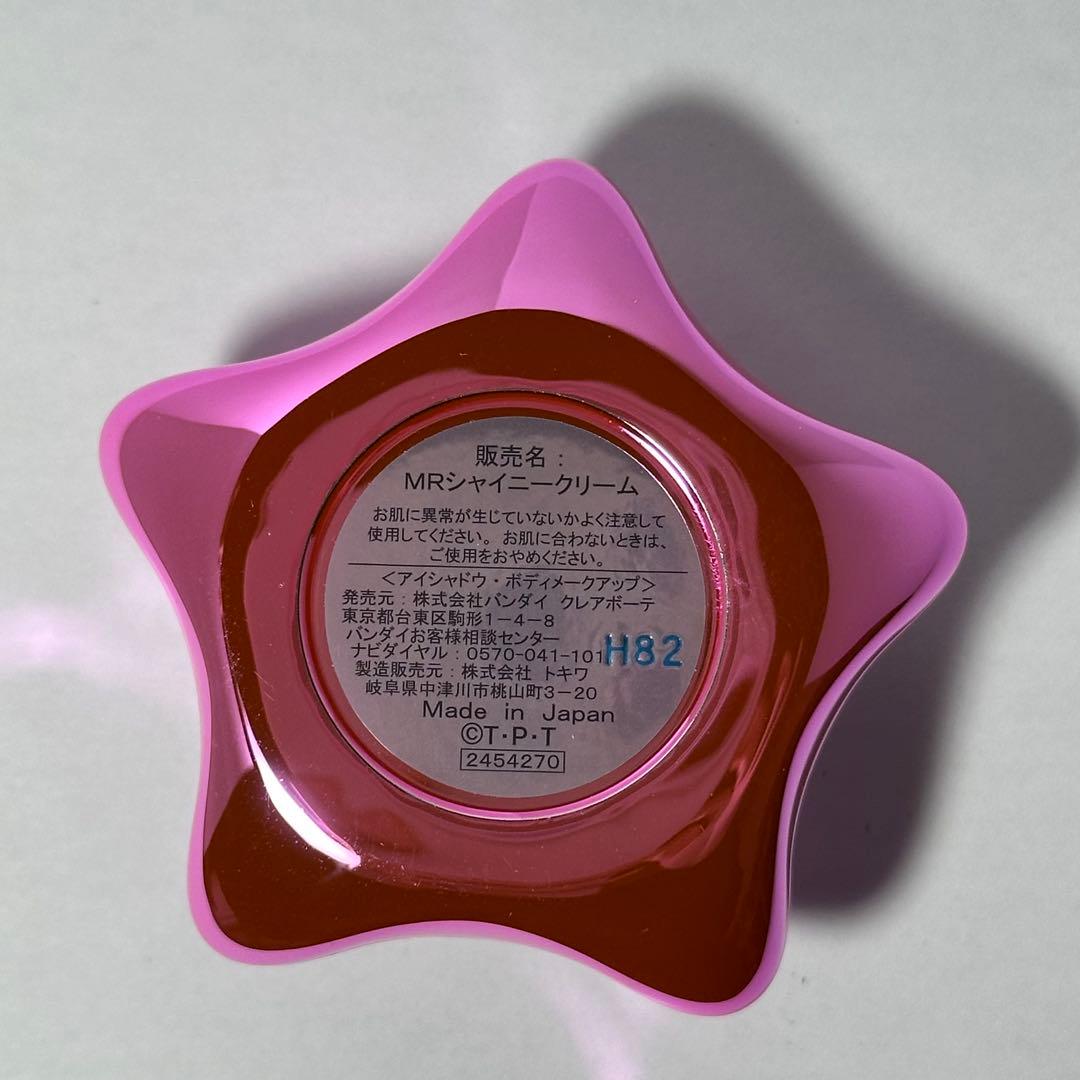 販売名：
MRシャイニークリーム
お肌に異常が生じていないかよく注意して
使用してください。お肌に合わないときは、
ご使用をおやめください。
＜アイシャドウ・ボディメークアップ＞
発売元：株式会社バンダイ クレアボーテ
東京都台東区駒形1－4－8
バンダイお客様相談センター
ナビダイヤル：0570-041-101
H82
製造販売元：株式会社 トキワ
岐阜県中津川市桃山町3－20
Made in Japan
©T・P・T
2454270